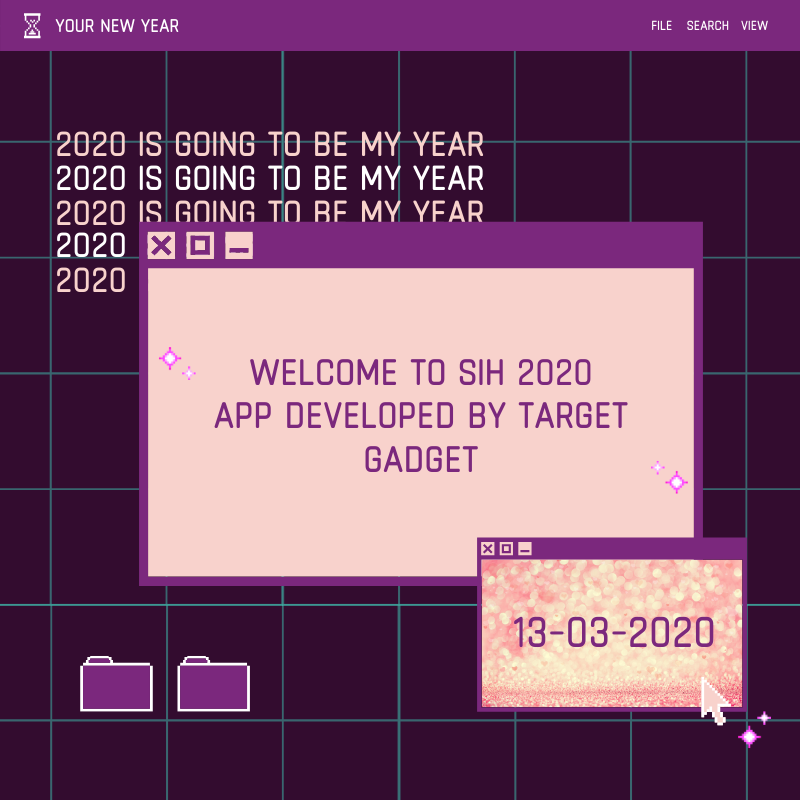 YOUR NEW YEAR
FILE SEARCH VIEW
2020 IS GOING TO BE MY YEAR
2020 IS GOING TO BE MY YEAR
2020 IS GOING TO BE MY YEAR
2020
2020
WELCOME TO SIH 2020
APP DEVELOPED BY TARGET
GADGET
13-03-2020